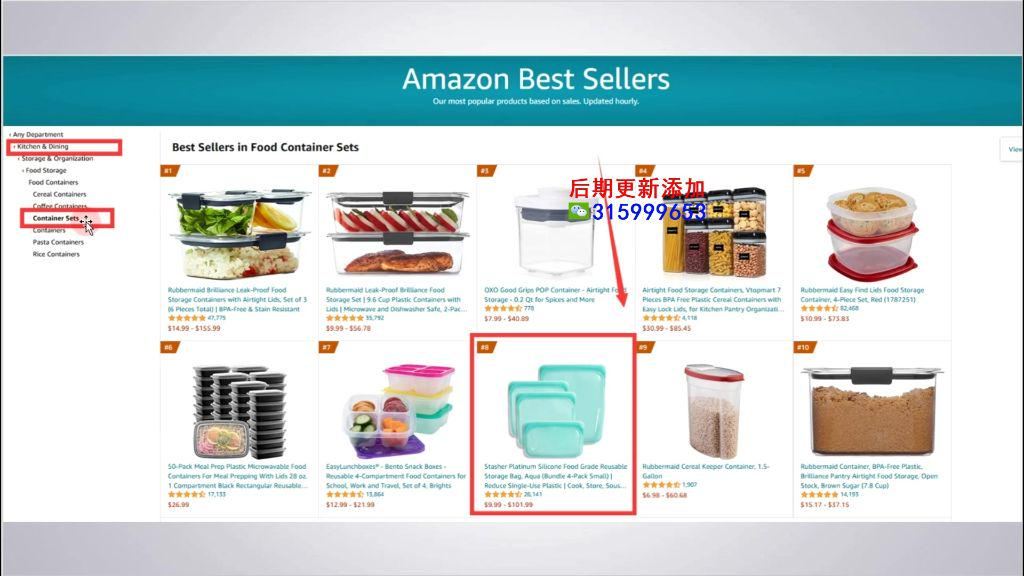 Amazon Best Sellers
Our most popular products based on sales. Updated hourly.
‹ Any Department
‹ Kitchen & Dining
‹ Storage & Organization
‹ Food Storage
Food Containers
Cereal Containers
Coffee Containers
Container Sets
Containers
Pasta Containers
Rice Containers
Best Sellers in Food Container Sets
View
#1
Rubbermaid Brilliance Leak-Proof Food
Storage Containers with Airtight Lids, Set of 3
(6 Pieces Total) | BPA-Free & Stain Resistant
47,775
$14.99 - $155.99
#2
Rubbermaid Leak-Proof Brilliance Food
Storage Set | 9.6 Cup Plastic Containers with
Lids | Microwave and Dishwasher Safe, 2-Pac...
35,792
$9.99 - $56.78
#3
OXO Good Grips POP Container - Airtight Food
Storage - 0.2 Qt for Spices and More
778
$7.99 - $40.89
后期更新添加
315999653
#4
Airtight Food Storage Containers, Vtopmart 7
Pieces BPA Free Plastic Cereal Containers with
Easy Lock Lids, for Kitchen Pantry Organizati...
4,118
$30.99 - $85.45
#5
Rubbermaid Easy Find Lids Food Storage
Container, 4-Piece Set, Red (1787251)
82,468
$10.99 - $73.83
#6
50-Pack Meal Prep Plastic Microwavable Food
Containers For Meal Prepping With Lids 28 oz.
1 Compartment Black Rectangular Reusable...
17,133
$26.99
#7
EasyLunchboxes® - Bento Snack Boxes -
Reusable 4-Compartment Food Containers for
School, Work and Travel, Set of 4, Brights
13,864
$12.99 - $21.99
#8
Stasher Platinum Silicone Food Grade Reusable
Storage Bag, Aqua (Bundle 4-Pack Small) |
Reduce Single-Use Plastic | Cook, Store, Sous...
26,141
$9.99 - $101.99
#9
Rubbermaid Cereal Keeper Container, 1.5-
Gallon
1,907
$6.98 - $60.68
#10
Rubbermaid Container, BPA-Free Plastic,
Brilliance Pantry Airtight Food Storage, Open
Stock, Brown Sugar (7.8 Cup)
14,193
$15.17 - $37.15